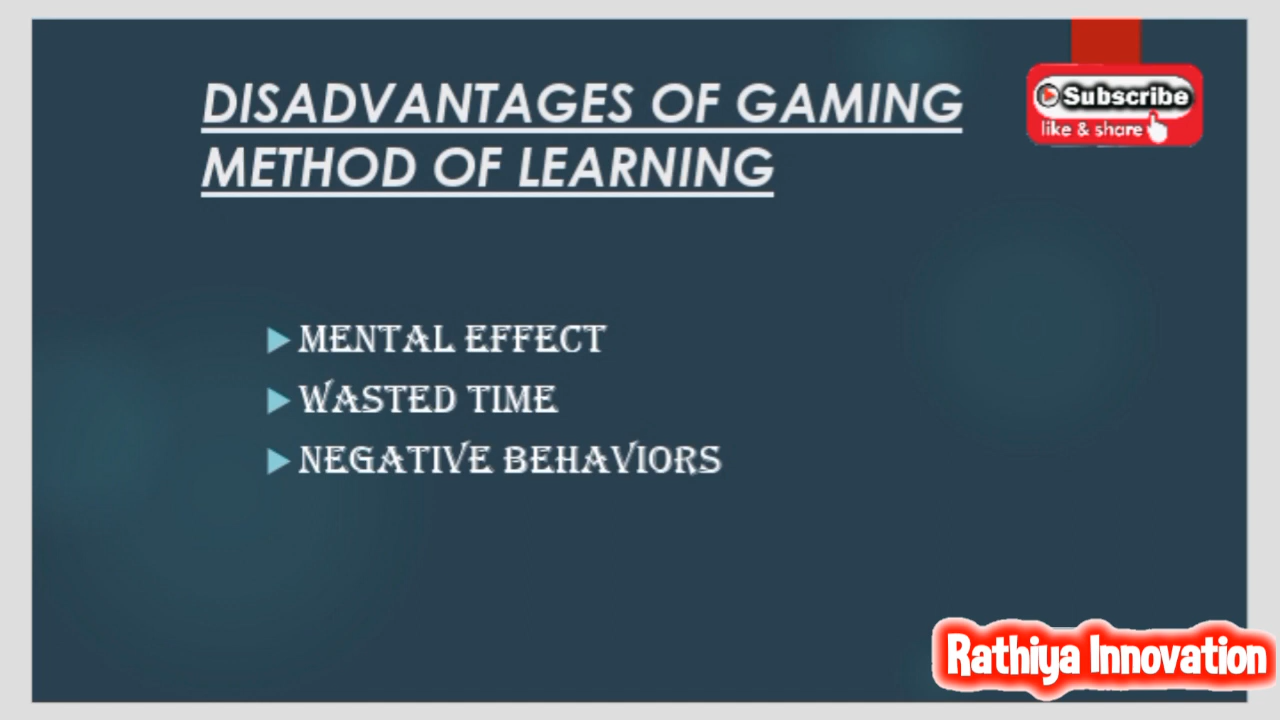 DISADVANTAGES OF GAMING
METHOD OF LEARNING
Subscribe
like & share
MENTAL EFFECT
WASTED TIME
NEGATIVE BEHAVIORS
Rathiya Innovation